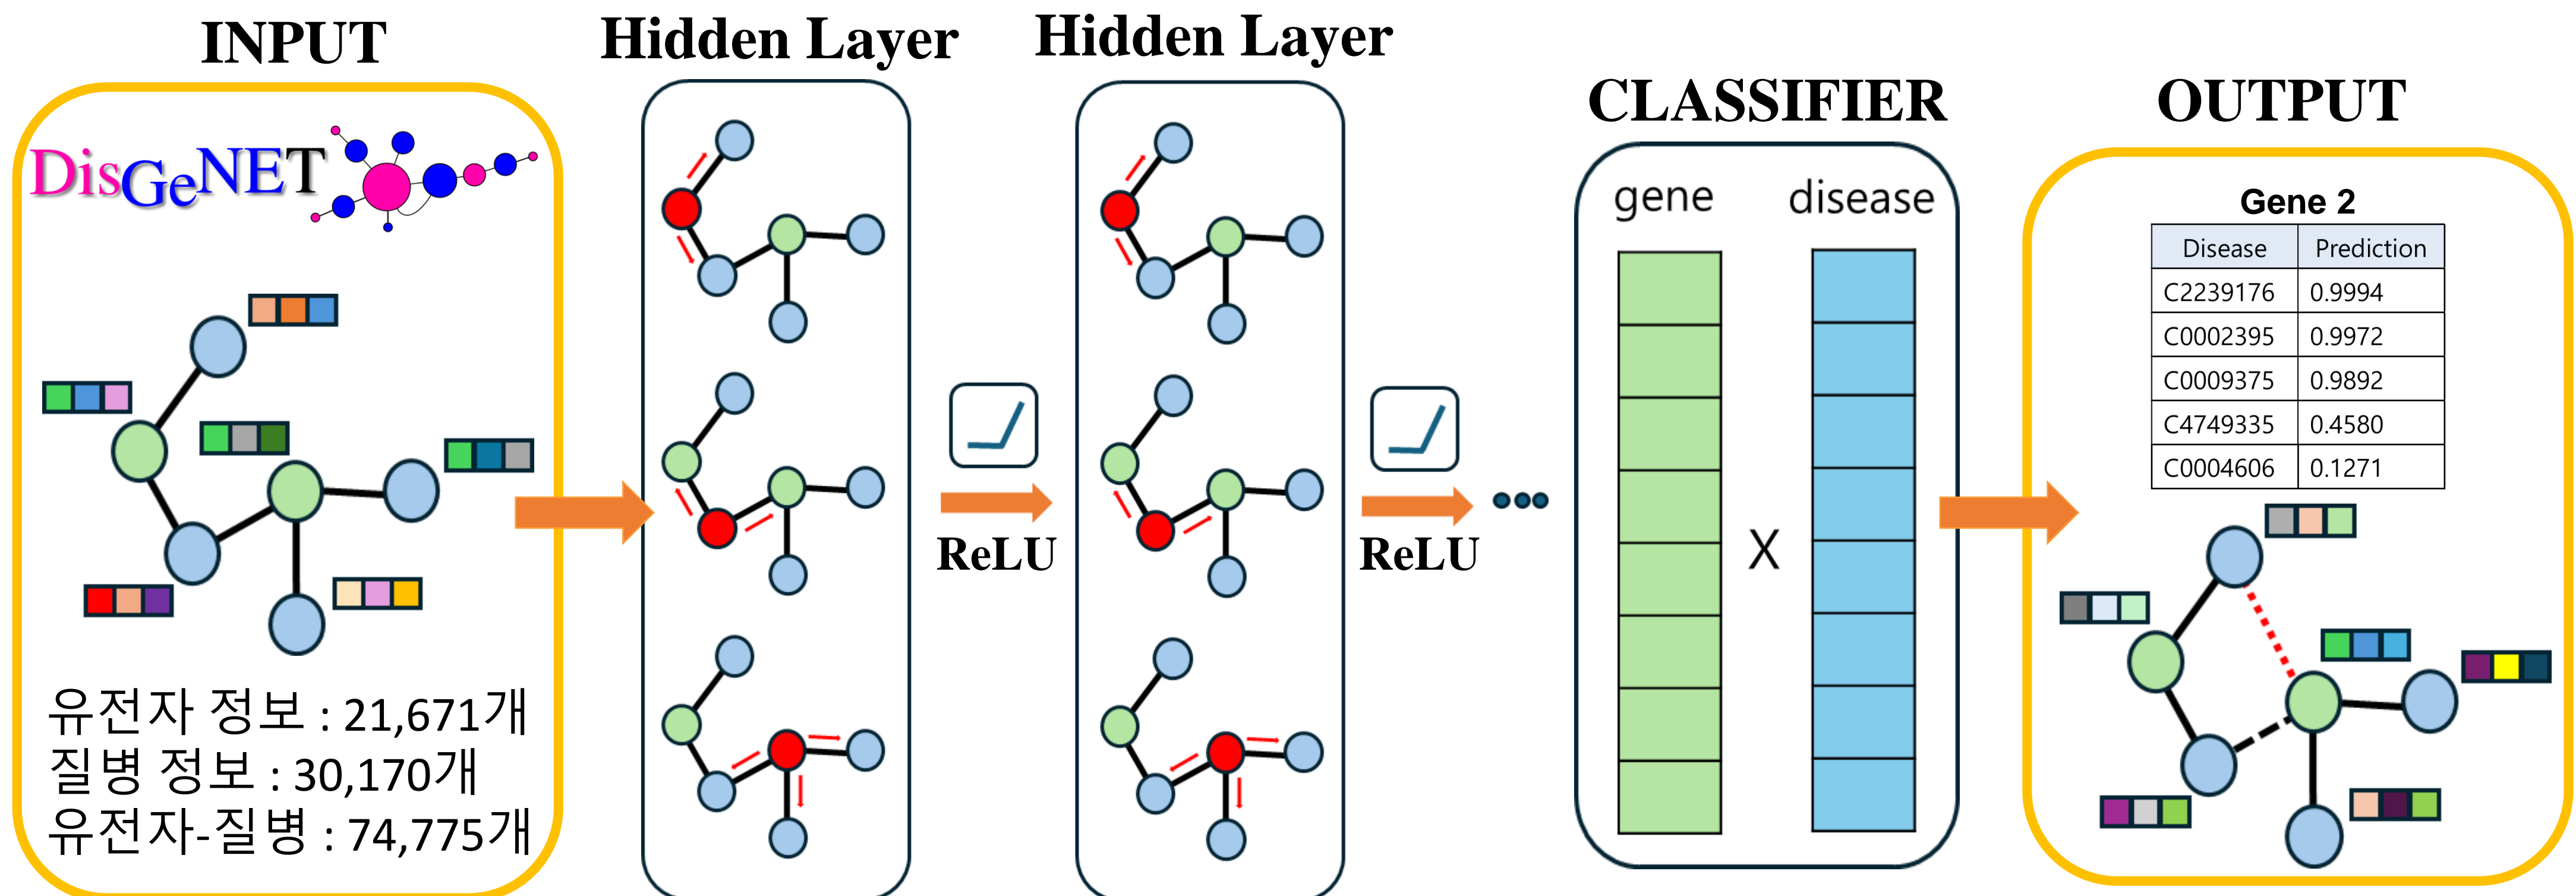 INPUT
DisGeNET
유전자 정보 : 21,671개
질병 정보 : 30,170개
유전자-질병 : 74,775개
Hidden Layer
ReLU
Hidden Layer
ReLU
CLASSIFIER
gene disease
X
OUTPUT
Gene 2
Disease Prediction
C2239176 0.9994
C0002395 0.9972
C0009375 0.9892
C4749335 0.4580
C0004606 0.1271